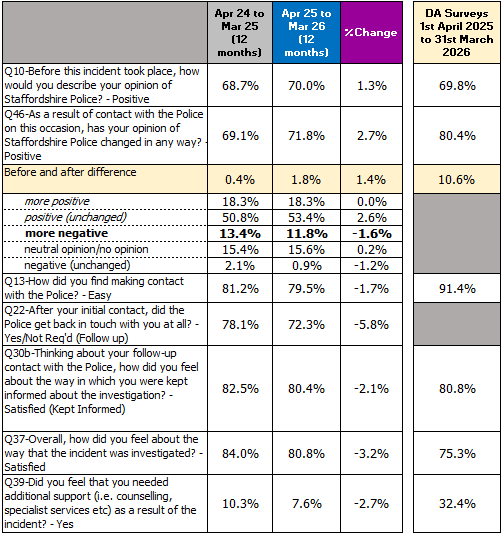 Apr 24 to Mar 25 (12 months) Apr 25 to Mar 26 (12 months) %Change DA Surveys 1st April 2025 to 31st March 2026
Q10-Before this incident took place, how
would you describe your opinion of
Staffordshire Police? - Positive 68.7% 70.0% 1.3% 69.8%
Q46-As a result of contact with the Police
on this occasion, has your opinion of
Staffordshire Police changed in any way? -
Positive 69.1% 71.8% 2.7% 80.4%
Before and after difference 0.4% 1.8% 1.4% 10.6%
more positive 18.3% 18.3% 0.0%
positive (unchanged) 50.8% 53.4% 2.6%
more negative 13.4% 11.8% -1.6%
neutral opinion/no opinion 15.4% 15.6% 0.2%
negative (unchanged) 2.1% 0.9% -1.2%
Q13-How did you find making contact
with the Police? - Easy 81.2% 79.5% -1.7% 91.4%
Q22-After your initial contact, did the
Police get back in touch with you at all? -
Yes/Not Req'd (Follow up) 78.1% 72.3% -5.8%
Q30b-Thinking about your follow-up
contact with the Police, how did you feel
about the way in which you were kept
informed about the investigation? -
Satisfied (Kept Informed) 82.5% 80.4% -2.1% 80.8%
Q37-Overall, how did you feel about the
way that the incident was investigated? -
Satisfied 84.0% 80.8% -3.2% 75.3%
Q39-Did you feel that you needed
additional support (i.e. counselling,
specialist services etc) as a result of the
incident? - Yes 10.3% 7.6% -2.7% 32.4%